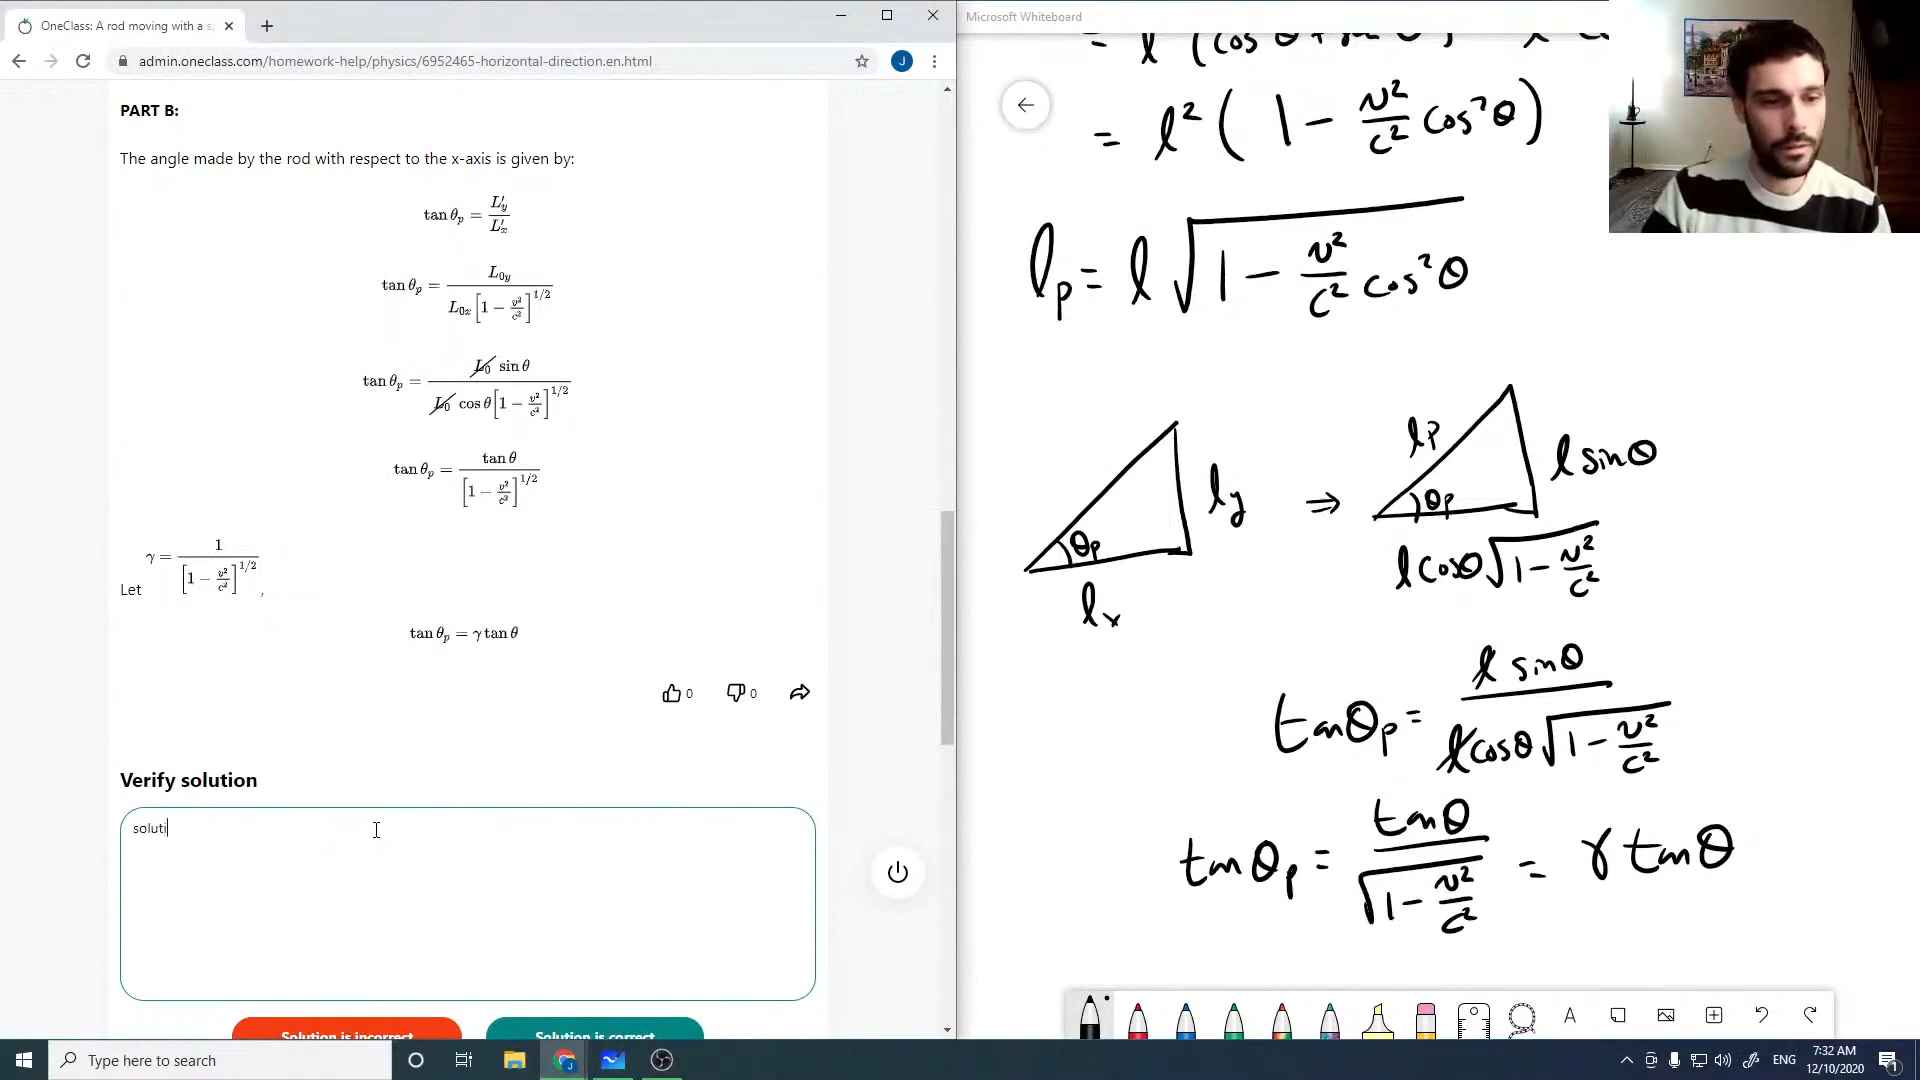 OneClass: A rod moving with a s
Microsoft Whiteboard
admin.oneclass.com/homework-help/physics/6952465-horizontal-direction.en.html
J
PART B:
The angle made by the rod with respect to the x-axis is given by:
tan θp = L′y / L′x
tan θp = L0y / L0x [1 − v²/c²]^1/2
tan θp = L0 sin θ / L0 cos θ [1 − v²/c²]^1/2
tan θp = tan θ / [1 − v²/c²]^1/2
Let γ = 1 / [1 − v²/c²]^1/2 ,
tan θp = γ tan θ
0 0
Verify solution
soluti
Solution is incorrect Solution is correct
= l² (1 − v²/c² cos²θ)
lp = l √(1 − v²/c² cos²θ)
θp ly lx
⇒
lp θp l sinθ
l cosθ √(1 − v²/c²)
tanθp = l sinθ / l cosθ √(1 − v²/c²)
tanθp = tanθ / √(1 − v²/c²) = γ tanθ
Type here to search
ENG
7:32 AM
12/10/2020
1